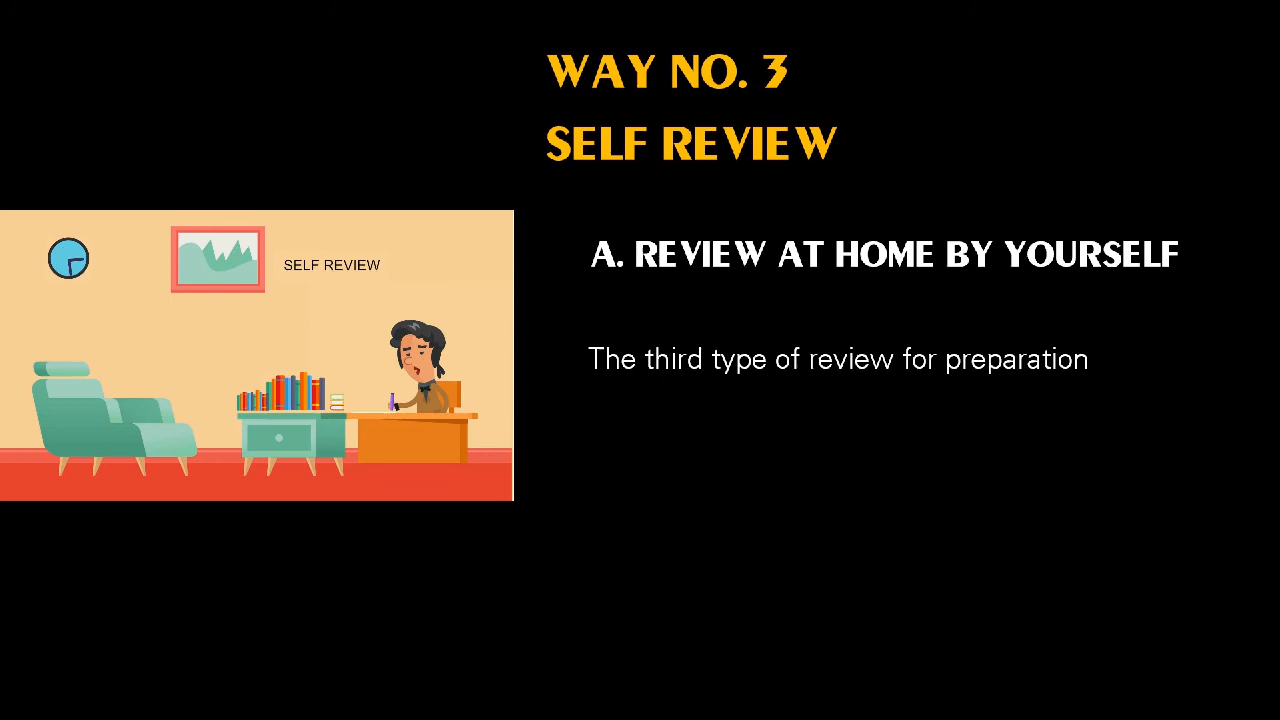 WAY NO. 3
SELF REVIEW
SELF REVIEW
A. REVIEW AT HOME BY YOURSELF
The third type of review for preparation